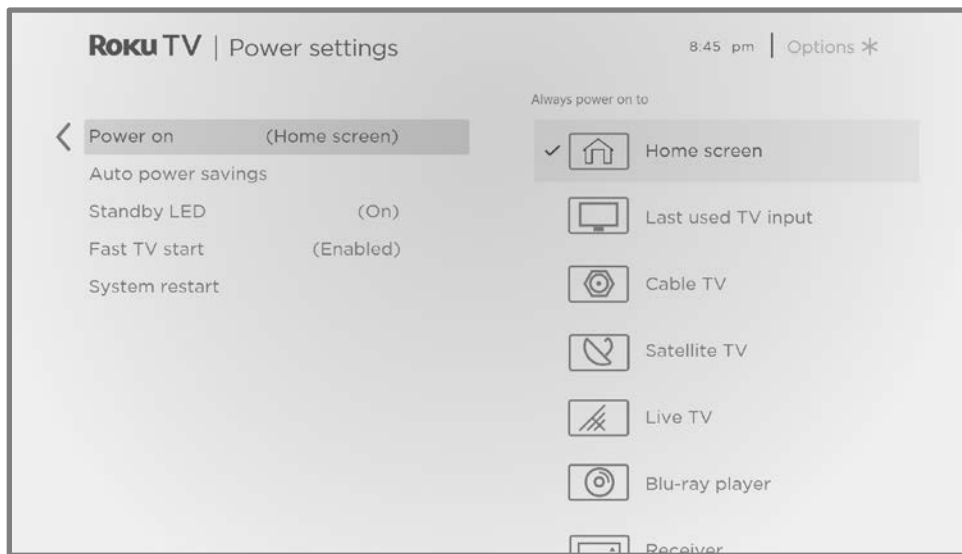 Roku TV | Power settings
8:45 pm | Options
Always power on to
Power on (Home screen)
Auto power savings
Standby LED (On)
Fast TV start (Enabled)
System restart
Home screen
Last used TV input
Cable TV
Satellite TV
Live TV
Blu-ray player
Receiver